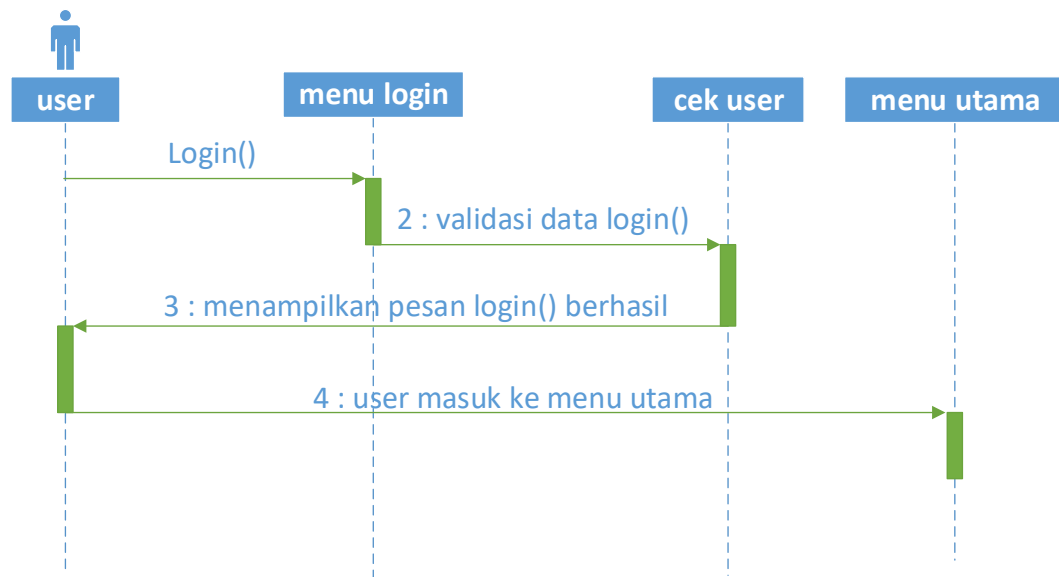 user
menu login
cek user
menu utama
Login()
2 : validasi data login()
3 : menampilkan pesan login() berhasil
4 : user masuk ke menu utama